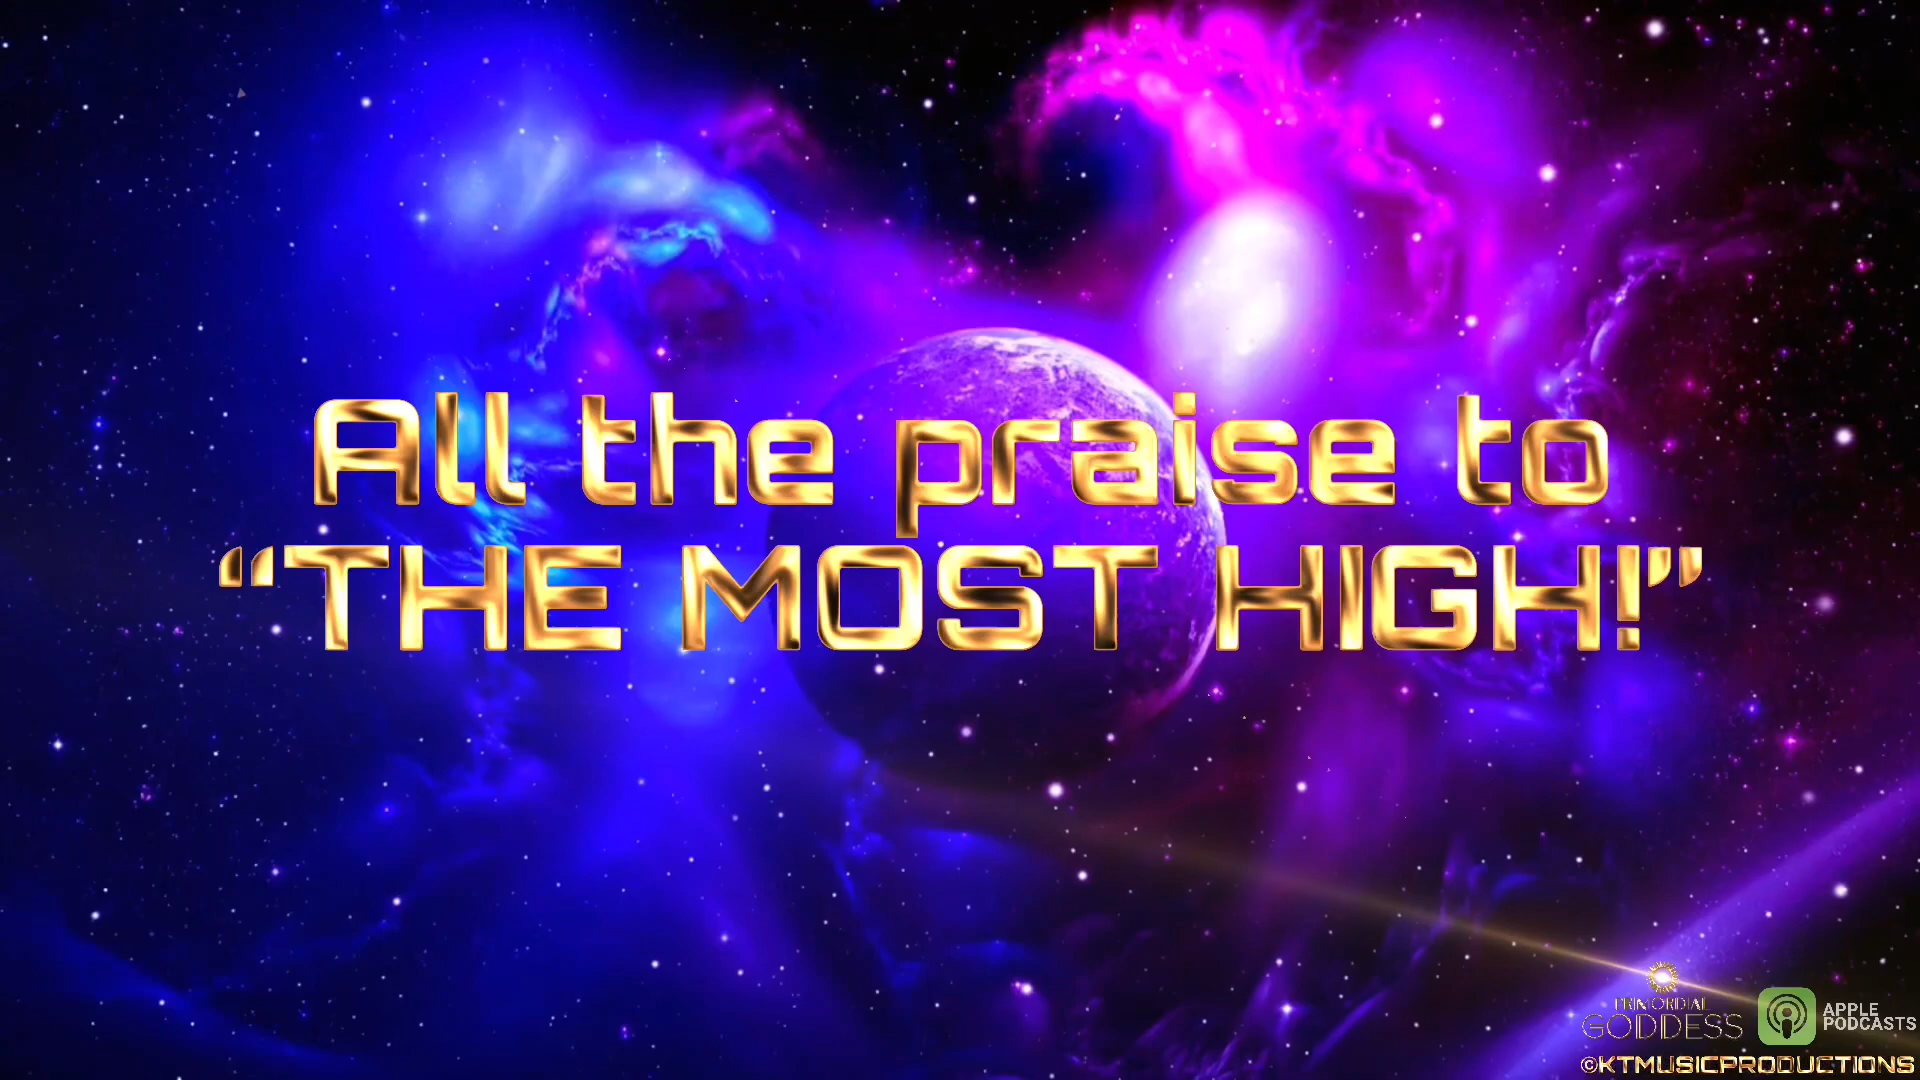 All the praise to
“THE MOST HIGH!”
PRIMORDIAL
GODDESS
APPLE
PODCASTS
©KTMUSICPRODUCTIONS